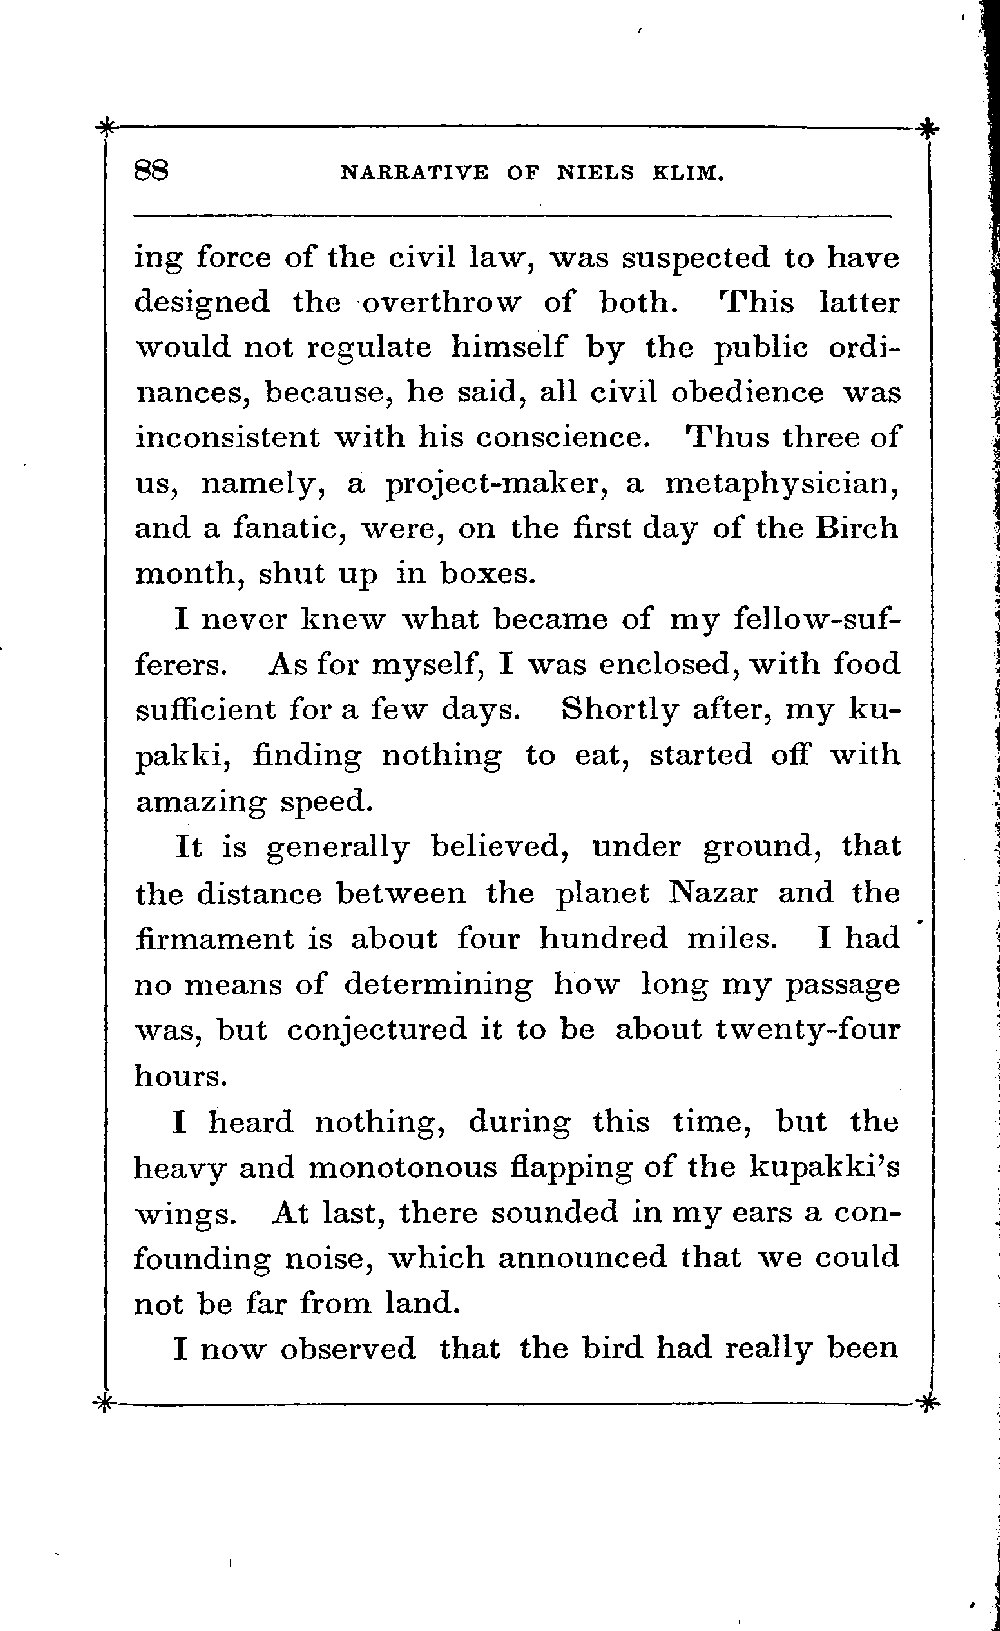 88 NARRATIVE OF NIELS KLIM.
ing force of the civil law, was suspected to have
designed the overthrow of both. This latter
would not regulate himself by the public ordi-
nances, because, he said, all civil obedience was
inconsistent with his conscience. Thus three of
us, namely, a project-maker, a metaphysician,
and a fanatic, were, on the first day of the Birch
month, shut up in boxes.
I never knew what became of my fellow-suf-
ferers. As for myself, I was enclosed, with food
sufficient for a few days. Shortly after, my ku-
pakki, finding nothing to eat, started off with
amazing speed.
It is generally believed, under ground, that
the distance between the planet Nazar and the
firmament is about four hundred miles. I had
no means of determining how long my passage
was, but conjectured it to be about twenty-four
hours.
I heard nothing, during this time, but the
heavy and monotonous flapping of the kupakki's
wings. At last, there sounded in my ears a con-
founding noise, which announced that we could
not be far from land.
I now observed that the bird had really been